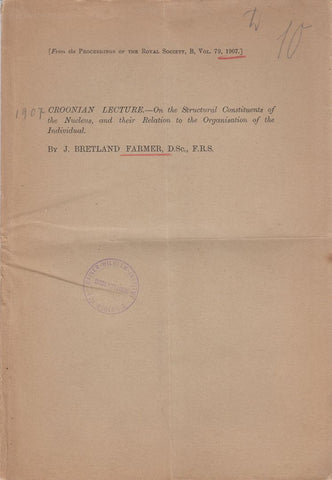 10
[From the PROCEEDINGS OF THE ROYAL SOCIETY, B, VOL. 79, 1907.]
1907 CROONIAN LECTURE.—On the Structural Constituents of
the Nucleus, and their Relation to the Organisation of the
Individual.
BY J. BRETLAND FARMER, D.Sc., F.R.S.